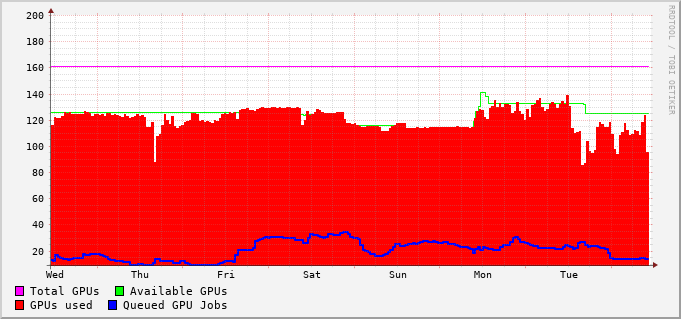 RRDTOOL / TOBI OETIKER
200
180
160
140
120
100
80
60
40
20
Wed Thu Fri Sat Sun Mon Tue
Total GPUs Available GPUs
GPUs used Queued GPU Jobs